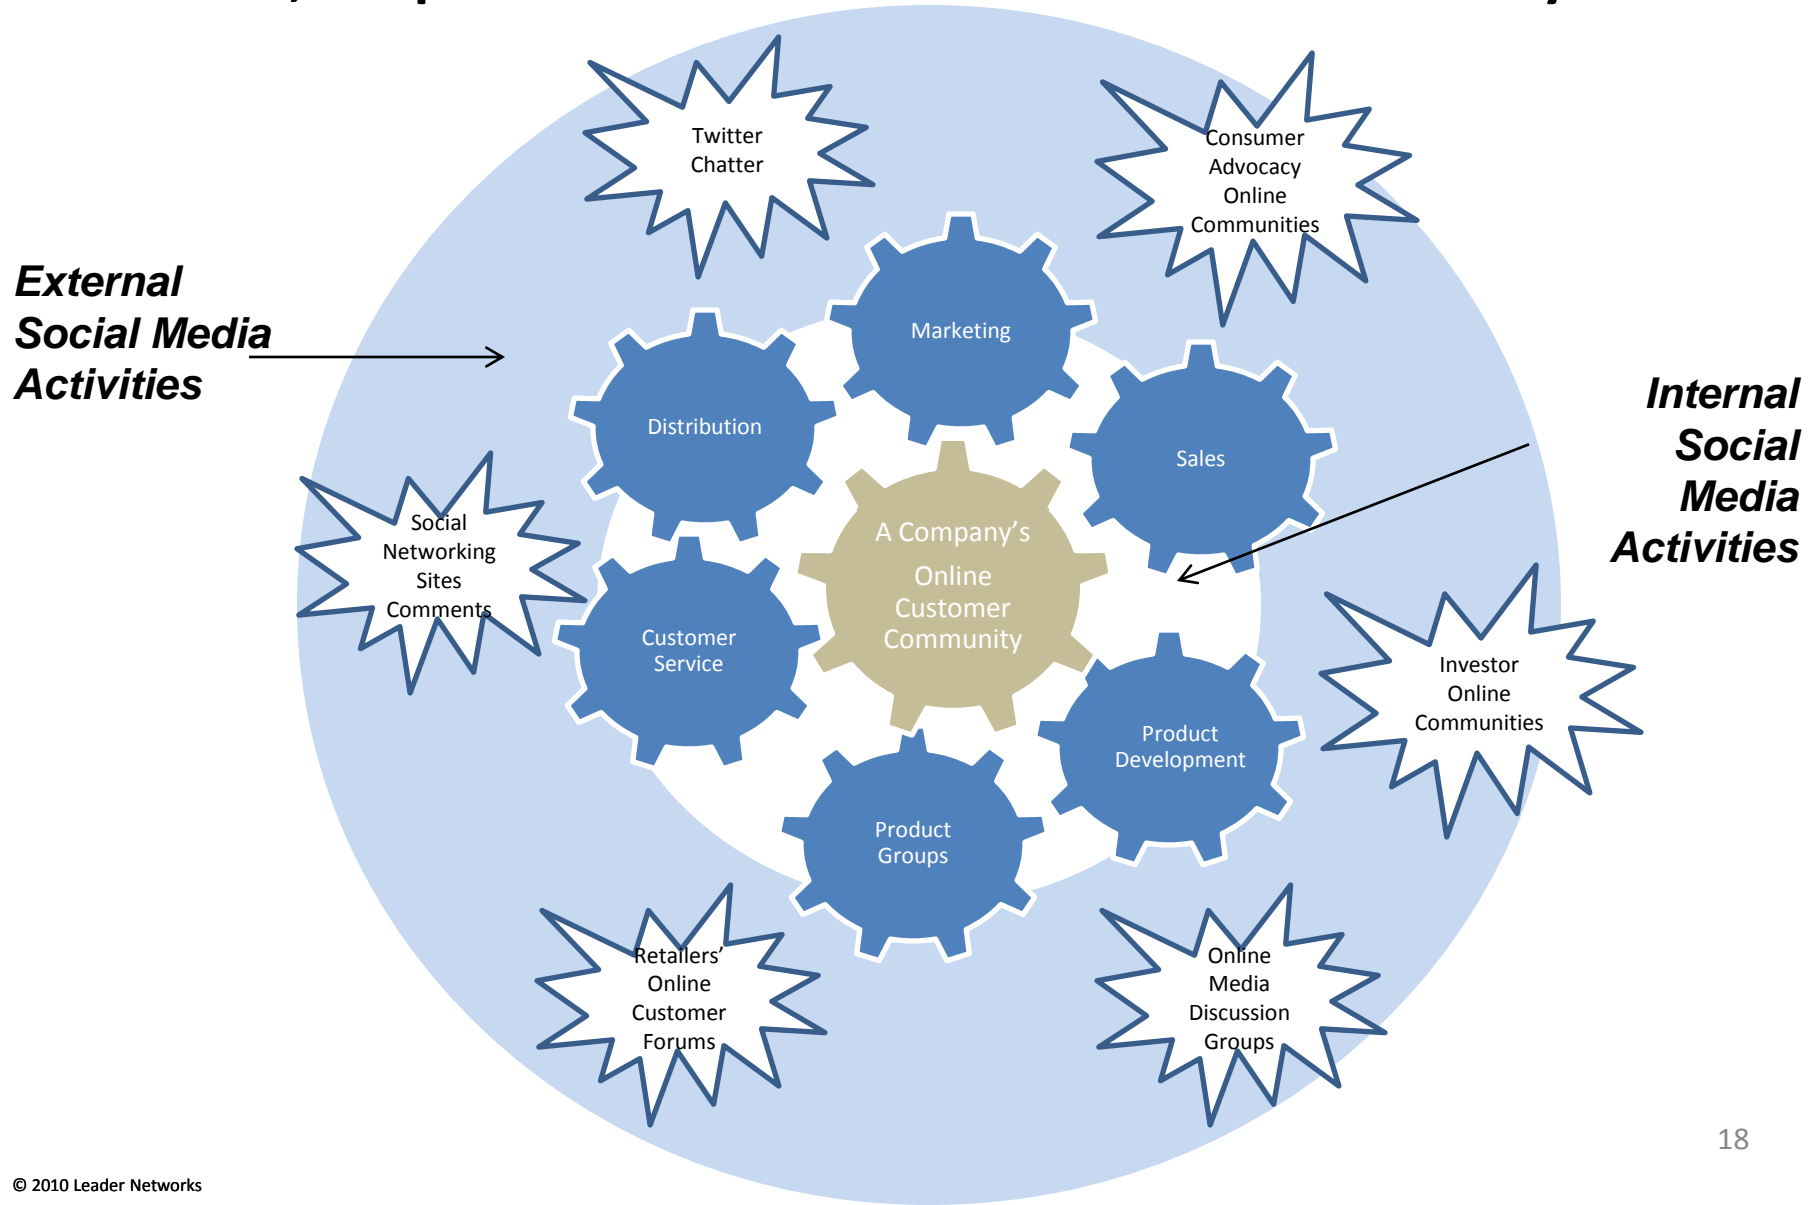 Twitter
Chatter
Consumer
Advocacy
Online
Communities
External
Social Media
Activities
Marketing
Distribution
Sales
Internal
Social
Media
Activities
Social
Networking
Sites
Comments
A Company’s
Online
Customer
Community
Customer
Service
Investor
Online
Communities
Product
Development
Product
Groups
Retailers’
Online
Customer
Forums
Online
Media
Discussion
Groups
18
© 2010 Leader Networks